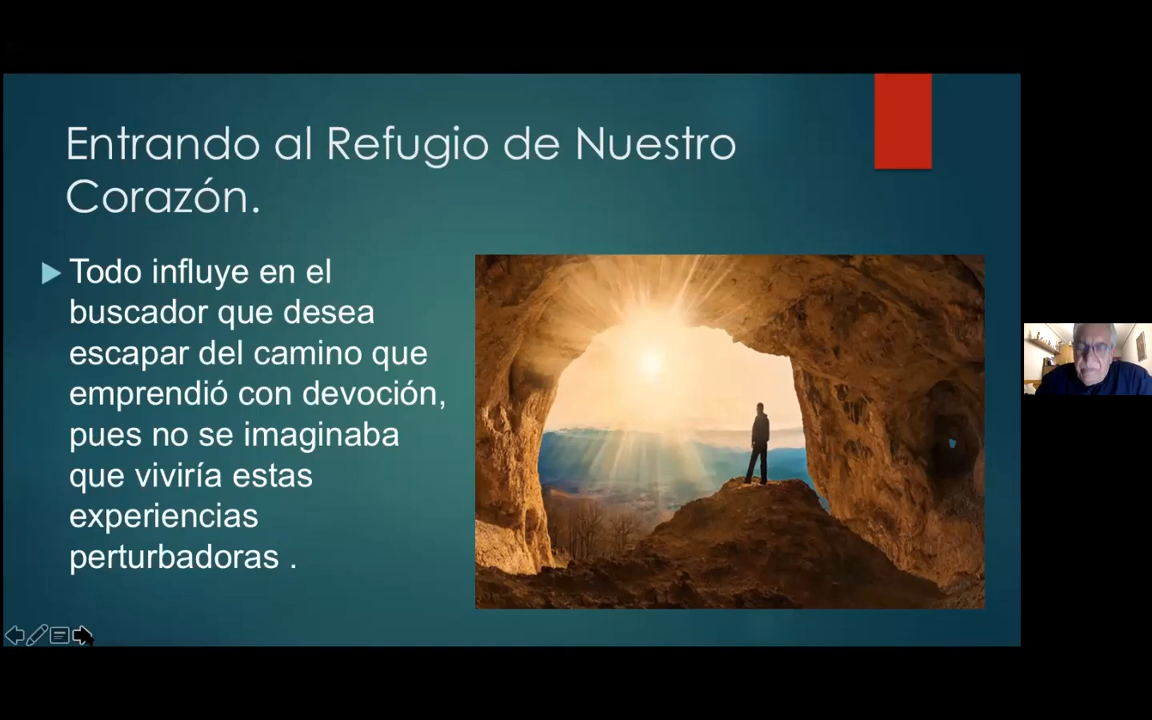 Entrando al Refugio de Nuestro
Corazón.
Todo influye en el
buscador que desea
escapar del camino que
emprendió con devoción,
pues no se imaginaba
que viviría estas
experiencias
perturbadoras .